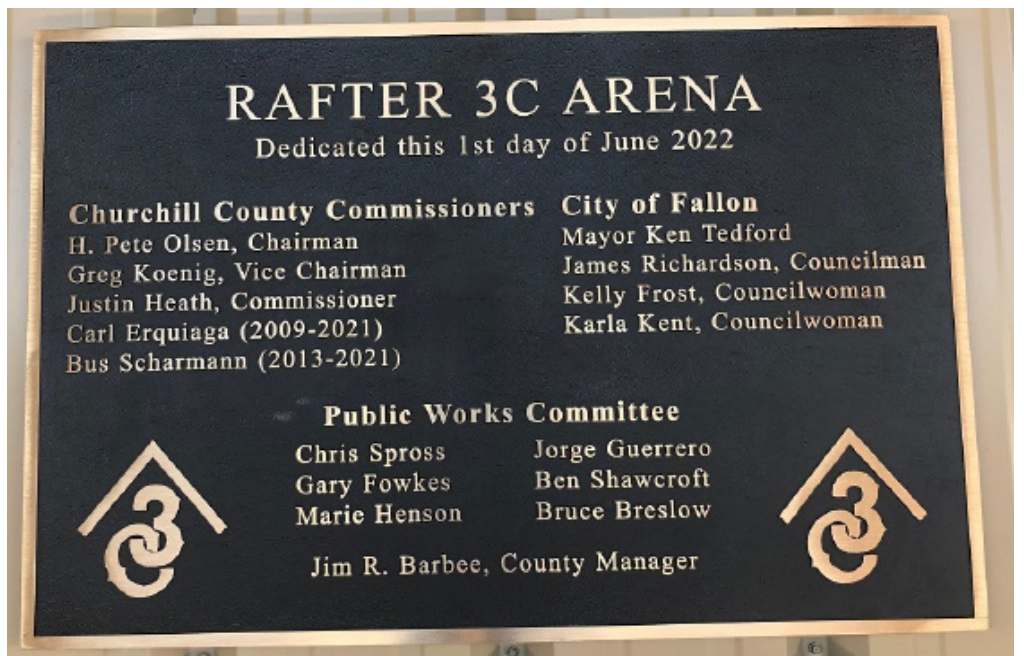 RAFTER 3C ARENA
Dedicated this 1st day of June 2022
Churchill County Commissioners
H. Pete Olsen, Chairman
Greg Koenig, Vice Chairman
Justin Heath, Commissioner
Carl Erquiaga (2009-2021)
Bus Scharmann (2013-2021)
City of Fallon
Mayor Ken Tedford
James Richardson, Councilman
Kelly Frost, Councilwoman
Karla Kent, Councilwoman
Public Works Committee
Chris Spross
Gary Fowkes
Marie Henson
Jorge Guerrero
Ben Shawcroft
Bruce Breslow
Jim R. Barbee, County Manager
3C
3C